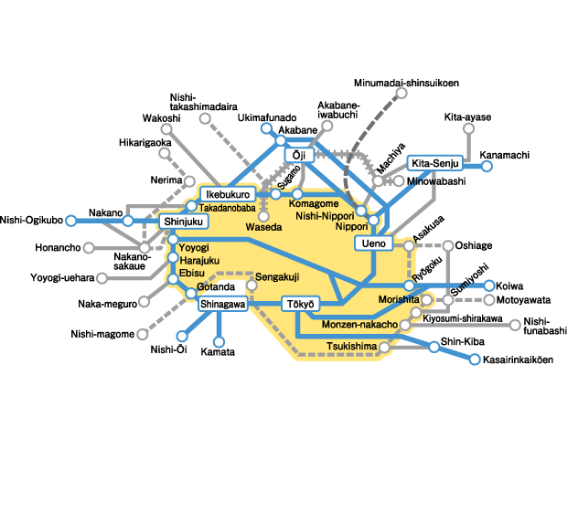 Minumadai-shinsuikoen
Nishi-
takashimadaira
Akabane-
iwabuchi
Wakoshi
Ukimafunado
Kita-ayase
Akabane
Hikarigaoka
Ōji
Machiya
Kita-Senju
Kanamachi
Nerima
Sugamo
Minowabashi
Ikebukuro
Komagome
Takadanobaba
Nishi-Nippori
Nakano
Nishi-Ogikubo
Shinjuku
Waseda
Nippori
Asakusa
Ueno
Honancho
Nakano-
sakaue
Yoyogi
Oshiage
Harajuku
Ryōgoku
Sumiyoshi
Yoyogi-uehara
Ebisu
Sengakuji
Gotanda
Koiwa
Naka-meguro
Shinagawa
Tōkyō
Morishita
Motoyawata
Kiyosumi-shirakawa
Monzen-nakacho
Nishi-
funabashi
Nishi-magome
Nishi-Ōi
Kamata
Tsukishima
Shin-Kiba
Kasairinkaikōen